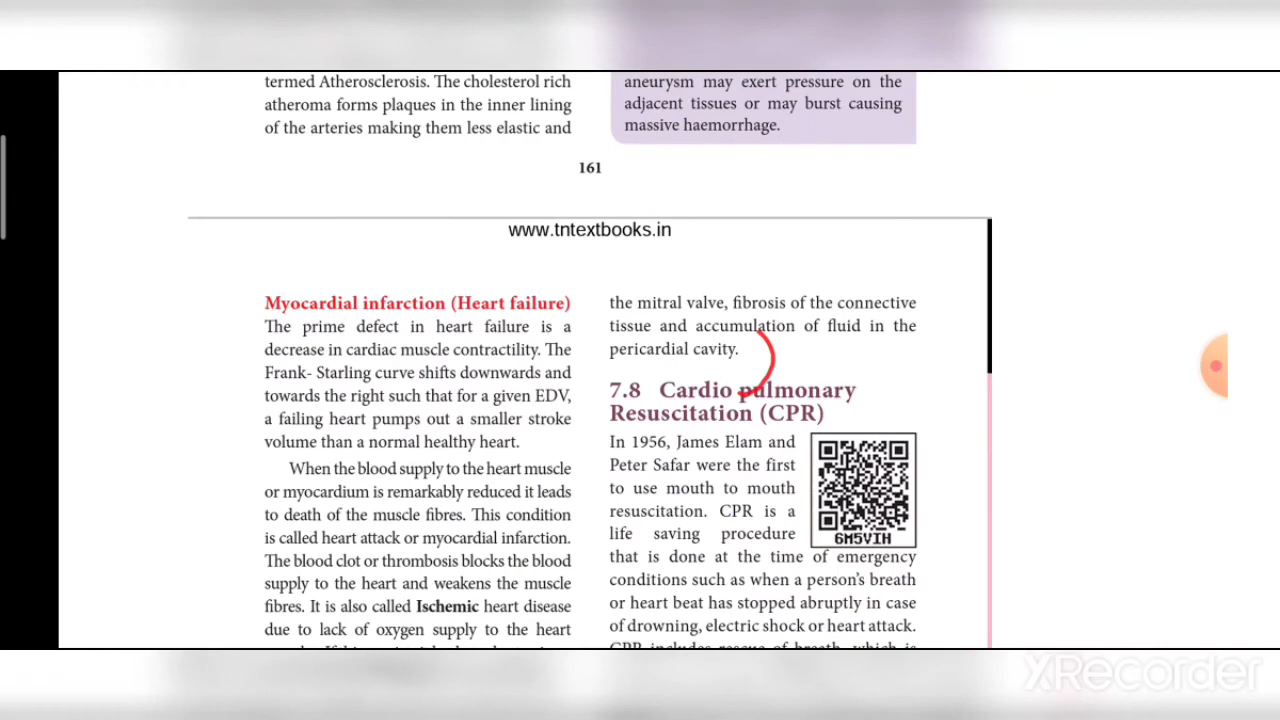 termed Atherosclerosis. The cholesterol rich
atheroma forms plaques in the inner lining
of the arteries making them less elastic and
aneurysm may exert pressure on the
adjacent tissues or may burst causing
massive haemorrhage.
161
www.tntextbooks.in
Myocardial infarction (Heart failure)
The prime defect in heart failure is a
decrease in cardiac muscle contractility. The
Frank- Starling curve shifts downwards and
towards the right such that for a given EDV,
a failing heart pumps out a smaller stroke
volume than a normal healthy heart.
When the blood supply to the heart muscle
or myocardium is remarkably reduced it leads
to death of the muscle fibres. This condition
is called heart attack or myocardial infarction.
The blood clot or thrombosis blocks the blood
supply to the heart and weakens the muscle
fibres. It is also called Ischemic heart disease
due to lack of oxygen supply to the heart
the mitral valve, fibrosis of the connective
tissue and accumulation of fluid in the
pericardial cavity.
7.8 Cardio pulmonary
Resuscitation (CPR)
In 1956, James Elam and
Peter Safar were the first
to use mouth to mouth
resuscitation. CPR is a
life saving procedure
that is done at the time of emergency
conditions such as when a person's breath
or heart beat has stopped abruptly in case
of drowning, electric shock or heart attack.
CPR includes rescue of breath, which is
6M5VIH
XRecorder